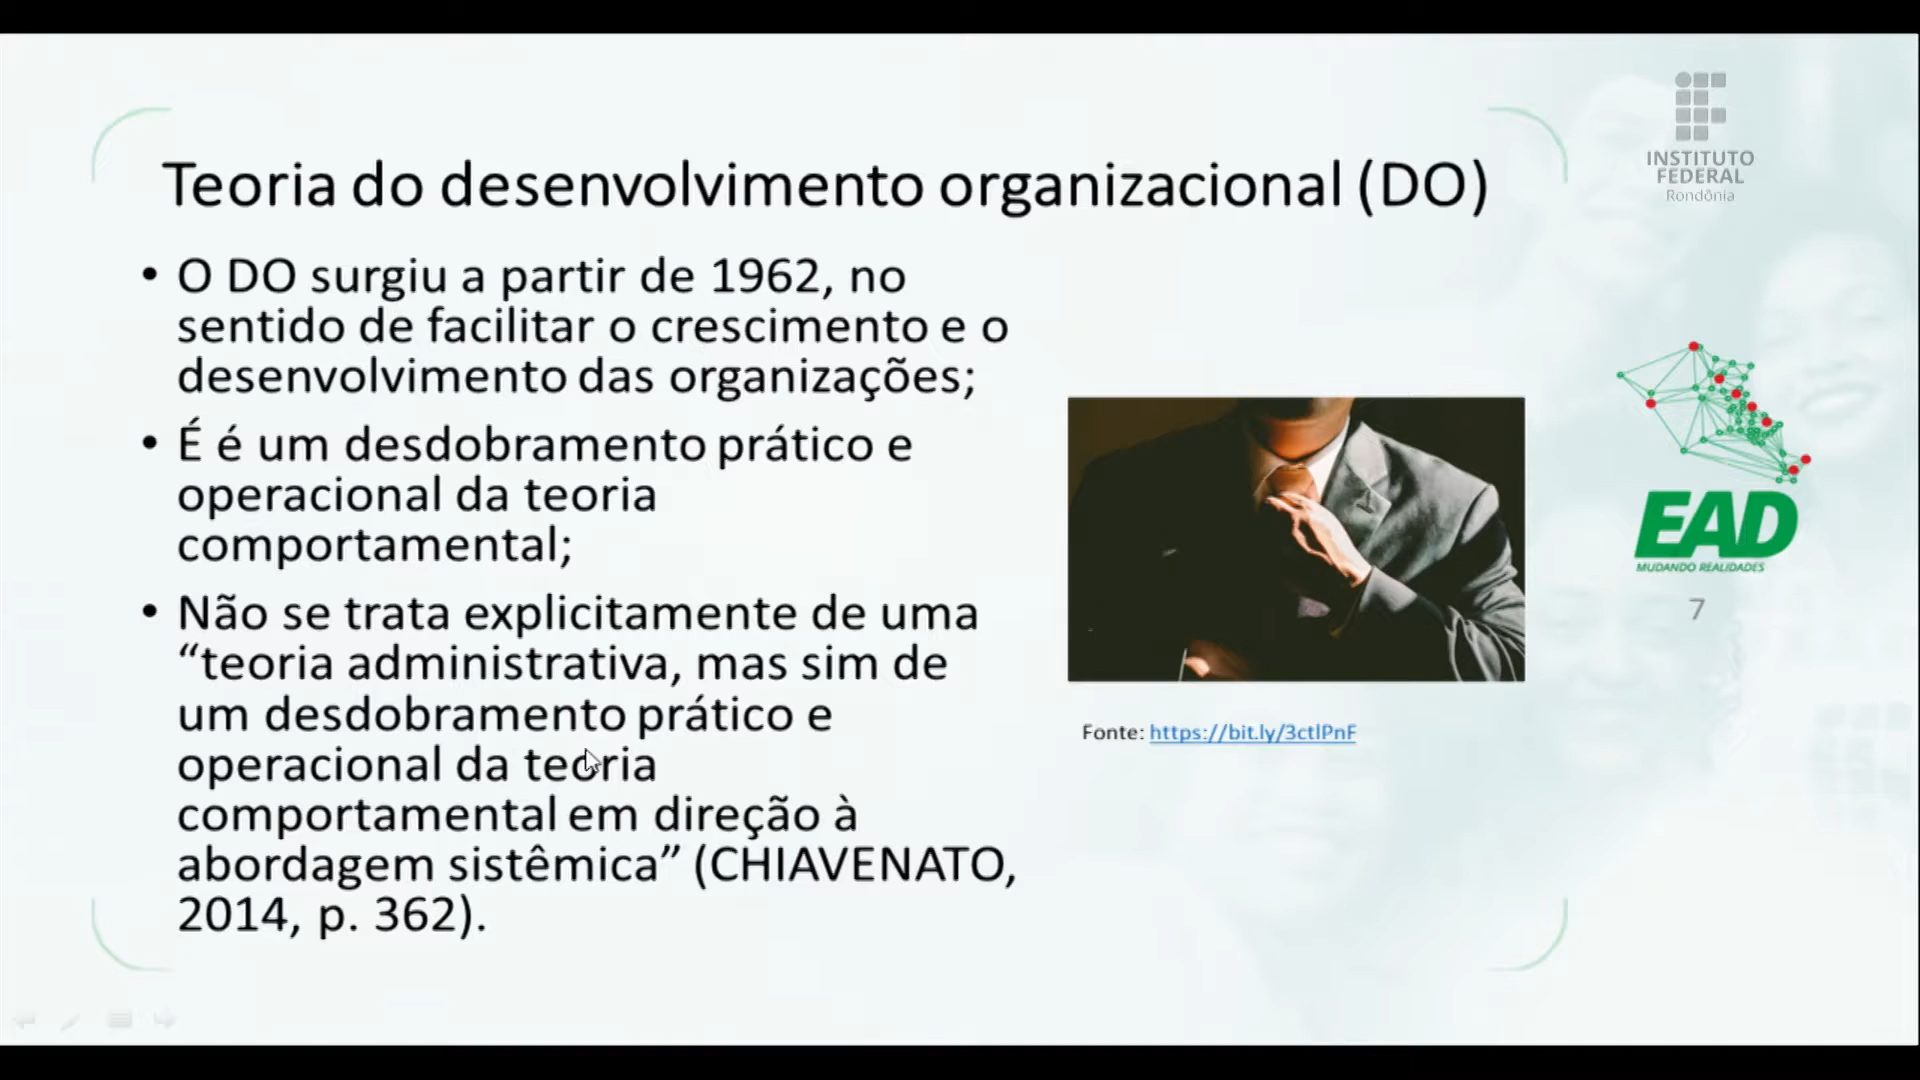 Teoria do desenvolvimento organizacional (DO)
• O DO surgiu a partir de 1962, no
sentido de facilitar o crescimento e o
desenvolvimento das organizações;
• É é um desdobramento prático e
operacional da teoria
comportamental;
• Não se trata explicitamente de uma
“teoria administrativa, mas sim de
um desdobramento prático e
operacional da teoria
comportamental em direção à
abordagem sistêmica” (CHIAVENATO,
2014, p. 362).
Fonte: https://bit.ly/3ctlPnF
INSTITUTO
FEDERAL
Rondônia
EAD
MUDANDO REALIDADES
7